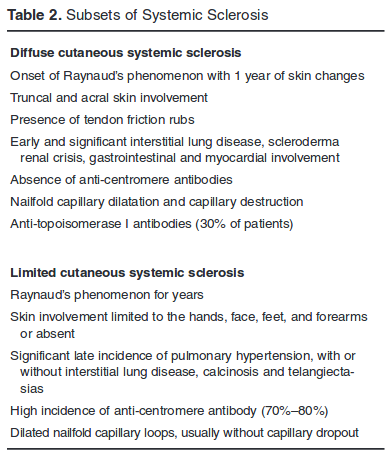 Table 2. Subsets of Systemic Sclerosis
Diffuse cutaneous systemic sclerosis
Onset of Raynaud's phenomenon with 1 year of skin changes
Truncal and acral skin involvement
Presence of tendon friction rubs
Early and significant interstitial lung disease, scleroderma
renal crisis, gastrointestinal and myocardial involvement
Absence of anti-centromere antibodies
Nailfold capillary dilatation and capillary destruction
Anti-topoisomerase I antibodies (30% of patients)
Limited cutaneous systemic sclerosis
Raynaud's phenomenon for years
Skin involvement limited to the hands, face, feet, and forearms
or absent
Significant late incidence of pulmonary hypertension, with or
without interstitial lung disease, calcinosis and telangiecta-
sias
High incidence of anti-centromere antibody (70%–80%)
Dilated nailfold capillary loops, usually without capillary dropout